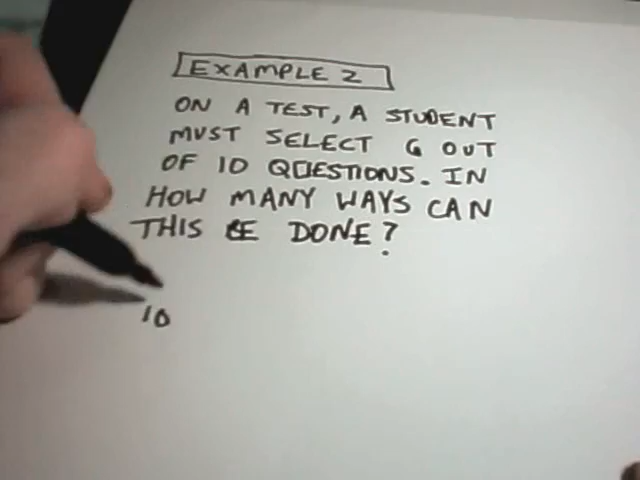 EXAMPLE 2
ON A TEST, A STUDENT
MUST SELECT 6 OUT
OF 10 QUESTIONS. IN
HOW MANY WAYS CAN
THIS BE DONE?
10